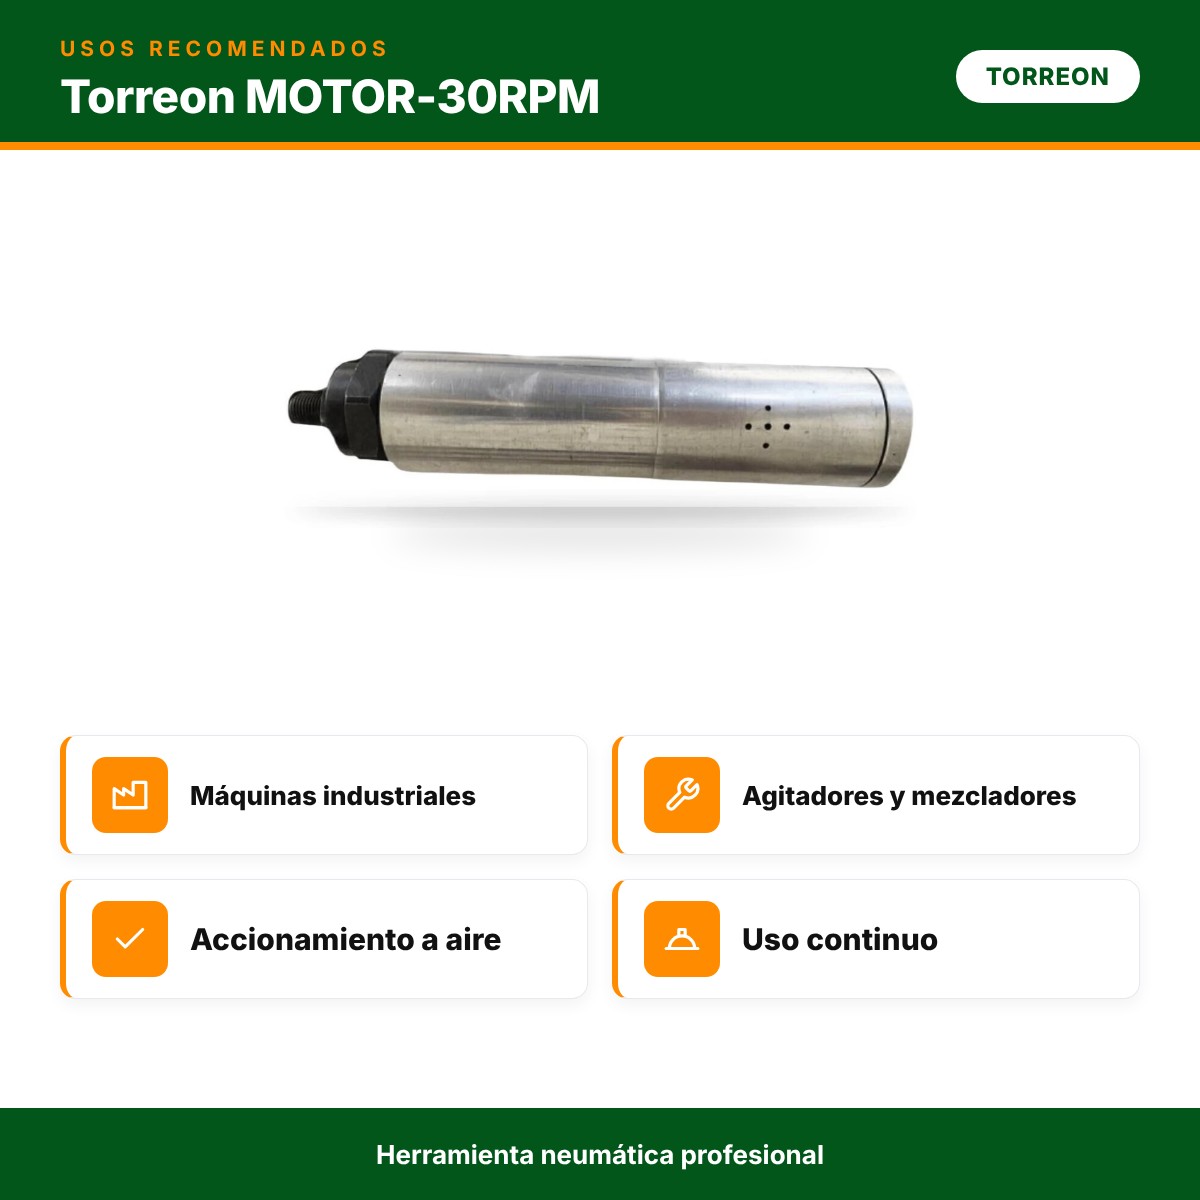 USOS RECOMENDADOS
Torreon MOTOR-30RPM
TORREON
Máquinas industriales
Agitadores y mezcladores
Accionamiento a aire
Uso continuo
Herramienta neumática profesional